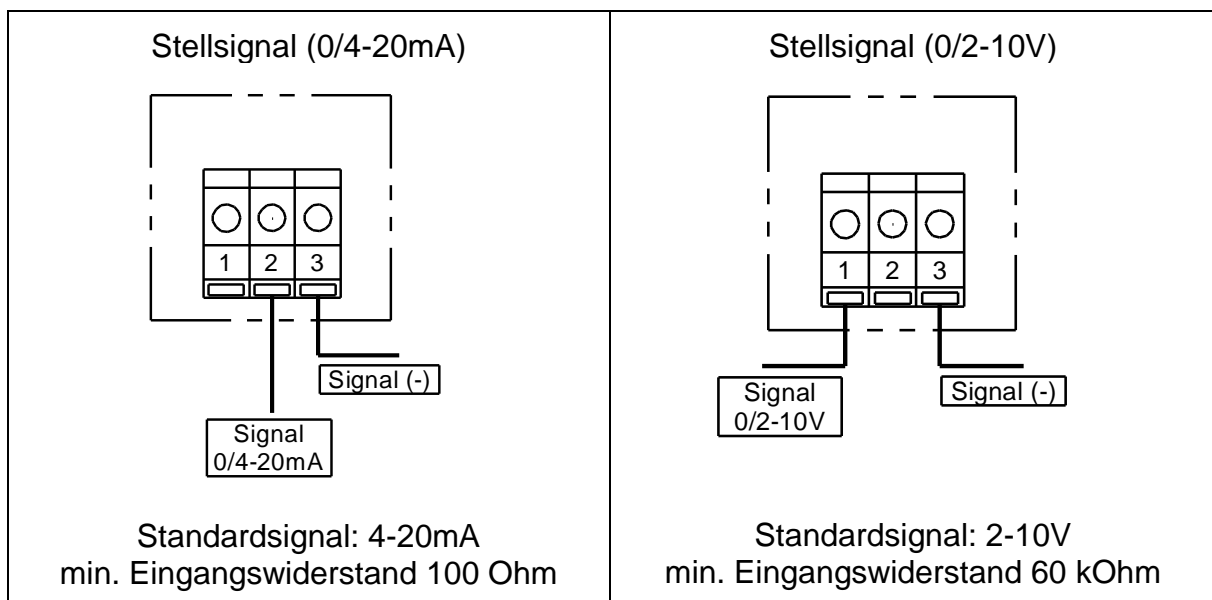 Stellsignal (0/4-20mA)
1 2 3
Signal (-)
Signal
0/4-20mA
Standardsignal: 4-20mA
min. Eingangswiderstand 100 Ohm
Stellsignal (0/2-10V)
1 2 3
Signal
0/2-10V
Signal (-)
Standardsignal: 2-10V
min. Eingangswiderstand 60 kOhm